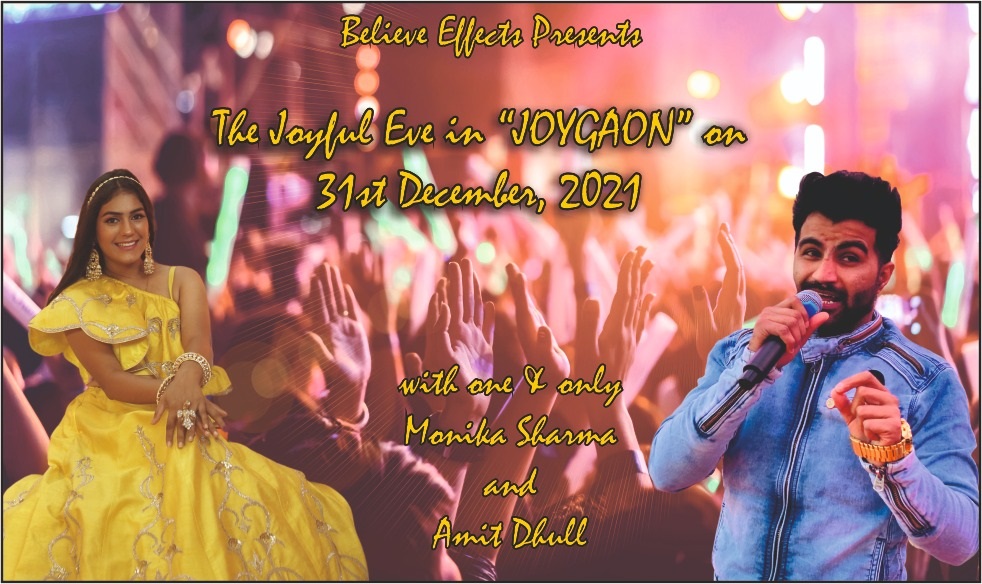 Believe Effects Presents
The Joyful Eve in “JOYGAON” on
31st December, 2021
with one & only
Monika Sharma
and
Amit Dhull